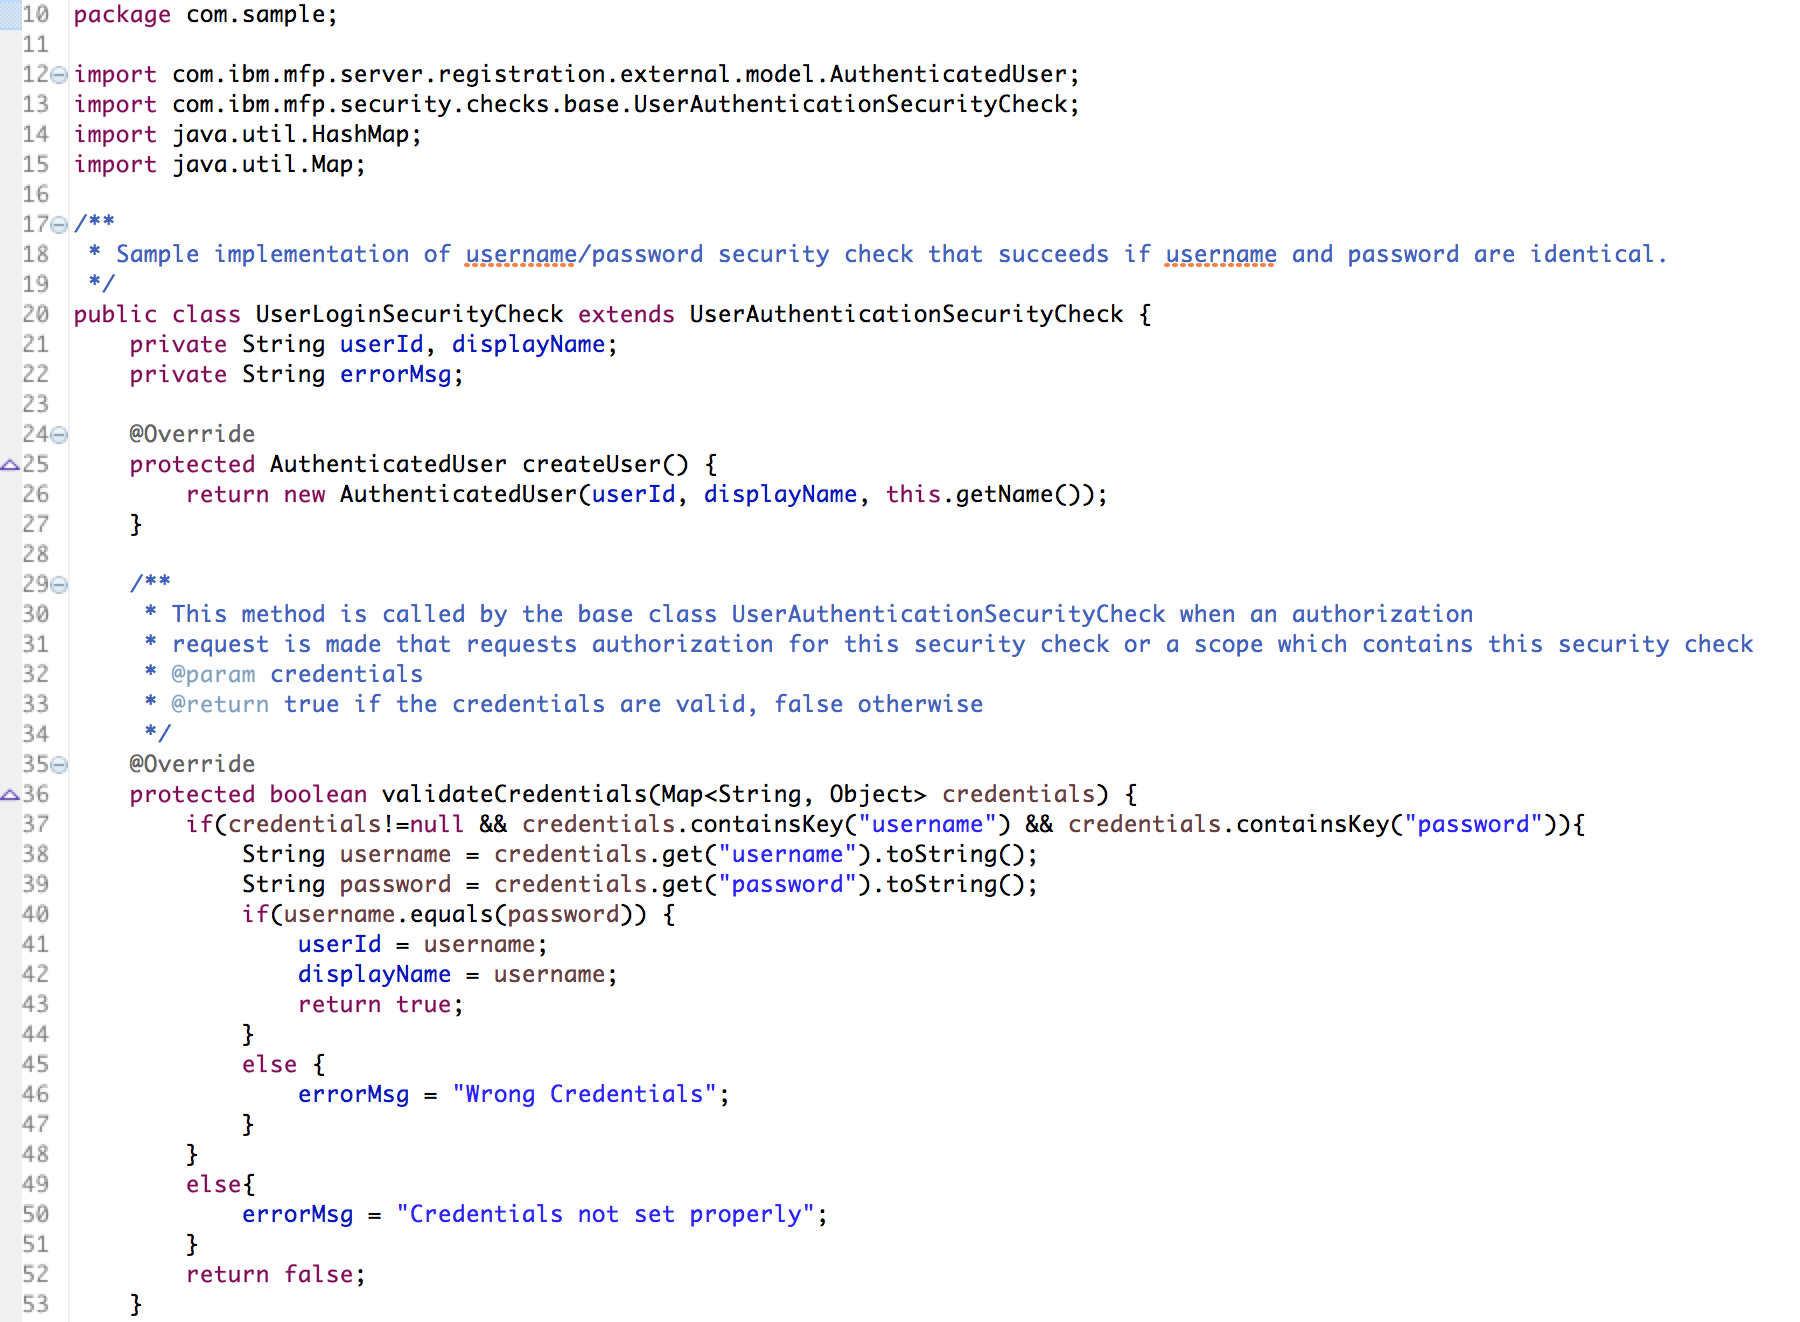 10 package com.sample;
11
12 import com.ibm.mfp.server.registration.external.model.AuthenticatedUser;
13 import com.ibm.mfp.security.checks.base.UserAuthenticationSecurityCheck;
14 import java.util.HashMap;
15 import java.util.Map;
16
17 /**
18  * Sample implementation of username/password security check that succeeds if username and password are identical.
19  */
20 public class UserLoginSecurityCheck extends UserAuthenticationSecurityCheck {
21     private String userId, displayName;
22     private String errorMsg;
23
24     @Override
25     protected AuthenticatedUser createUser() {
26         return new AuthenticatedUser(userId, displayName, this.getName());
27     }
28
29     /**
30      * This method is called by the base class UserAuthenticationSecurityCheck when an authorization
31      * request is made that requests authorization for this security check or a scope which contains this security check
32      * @param credentials
33      * @return true if the credentials are valid, false otherwise
34      */
35     @Override
36     protected boolean validateCredentials(Map<String, Object> credentials) {
37         if(credentials!=null && credentials.containsKey("username") && credentials.containsKey("password")){
38             String username = credentials.get("username").toString();
39             String password = credentials.get("password").toString();
40             if(username.equals(password)) {
41                 userId = username;
42                 displayName = username;
43                 return true;
44             }
45             else {
46                 errorMsg = "Wrong Credentials";
47             }
48         }
49         else{
50             errorMsg = "Credentials not set properly";
51         }
52         return false;
53     }